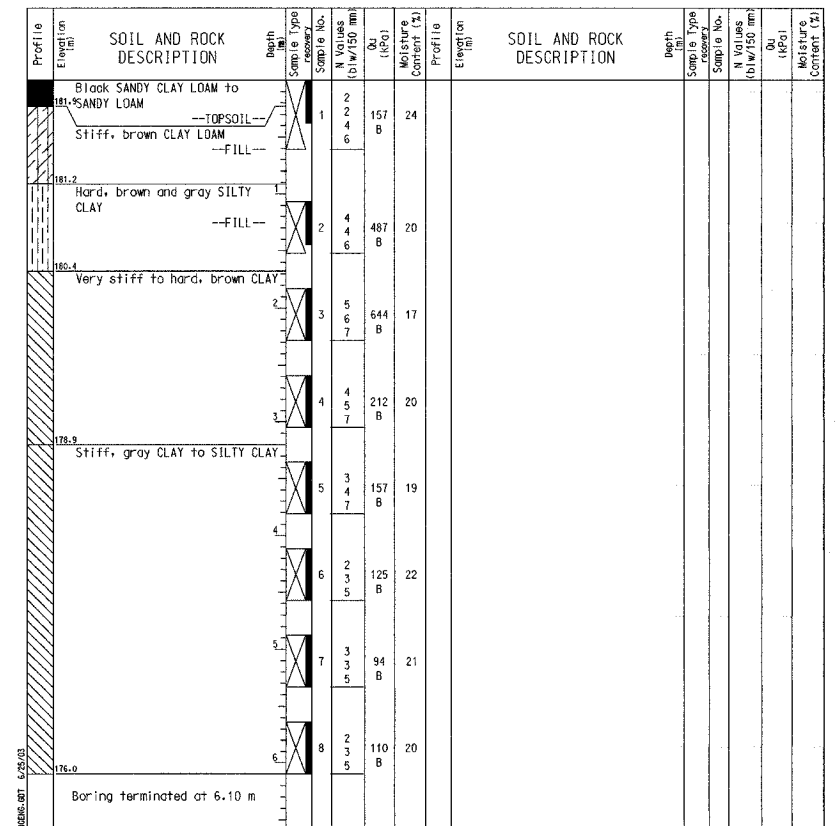 Profile
Elevation (m)
SOIL AND ROCK DESCRIPTION
Depth (m)
Sample Type recovery
Sample No.
N Values (blw/150 mm)
Qu (kPa)
Moisture Content (%)
Profile
Elevation (m)
SOIL AND ROCK DESCRIPTION
Depth (m)
Sample Type recovery
Sample No.
N Values (blw/150 mm)
Qu (kPa)
Moisture Content (%)
Black SANDY CLAY LOAM to
181.9 SANDY LOAM
--TOPSOIL--
Stiff, brown CLAY LOAM
--FILL--
2
2
4
6
1
157
B
24
181.2
Hard, brown and gray SILTY
CLAY
--FILL--
1
2
4
4
6
487
B
20
180.4
Very stiff to hard, brown CLAY
2
3
5
6
7
644
B
17
4
4
5
7
212
B
20
3
178.9
Stiff, gray CLAY to SILTY CLAY
5
3
4
7
157
B
19
4
6
2
3
5
125
B
22
5
7
3
3
5
94
B
21
8
2
3
5
110
B
20
6
176.0
Boring terminated at 6.10 m
6/25/03